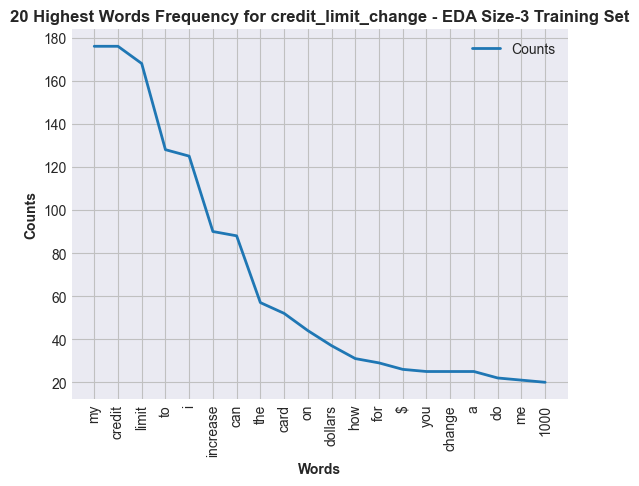 20 Highest Words Frequency for credit_limit_change - EDA Size-3 Training Set
Counts
180
160
140
120
100
80
60
40
20
Counts
my
credit
limit
to
i
increase
can
the
card
on
dollars
how
for
$
you
change
a
do
me
1000
Words